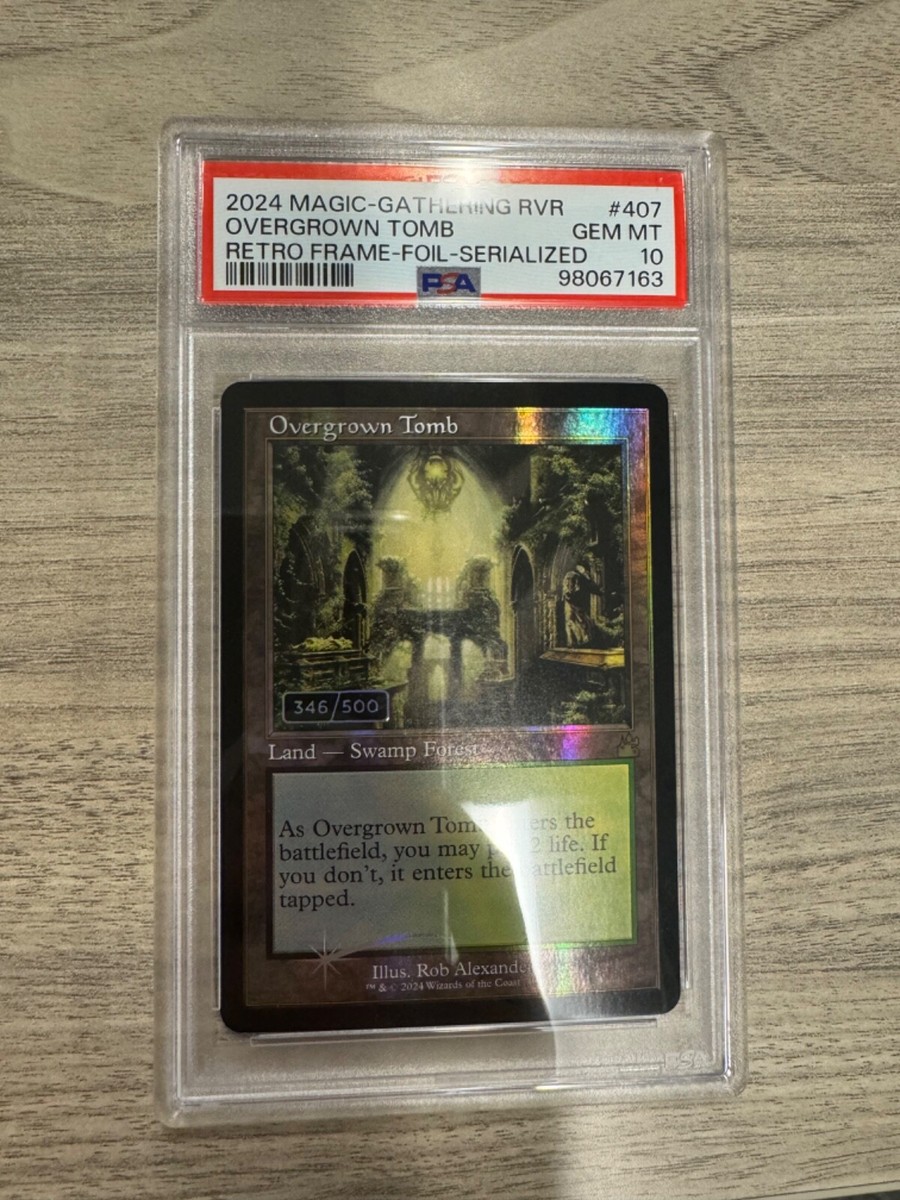 2024 MAGIC-GATHERING RVR #407
OVERGROWN TOMB GEM MT
RETRO FRAME-FOIL-SERIALIZED 10
PSA 98067163
Overgrown Tomb
346/500
Land — Swamp Forest
As Overgrown the
battlefield, you may 2 life. If
you don't, it enters the
tapped.
Illus. Rob
™ & © 2024 Wizards of the Coast
PSA